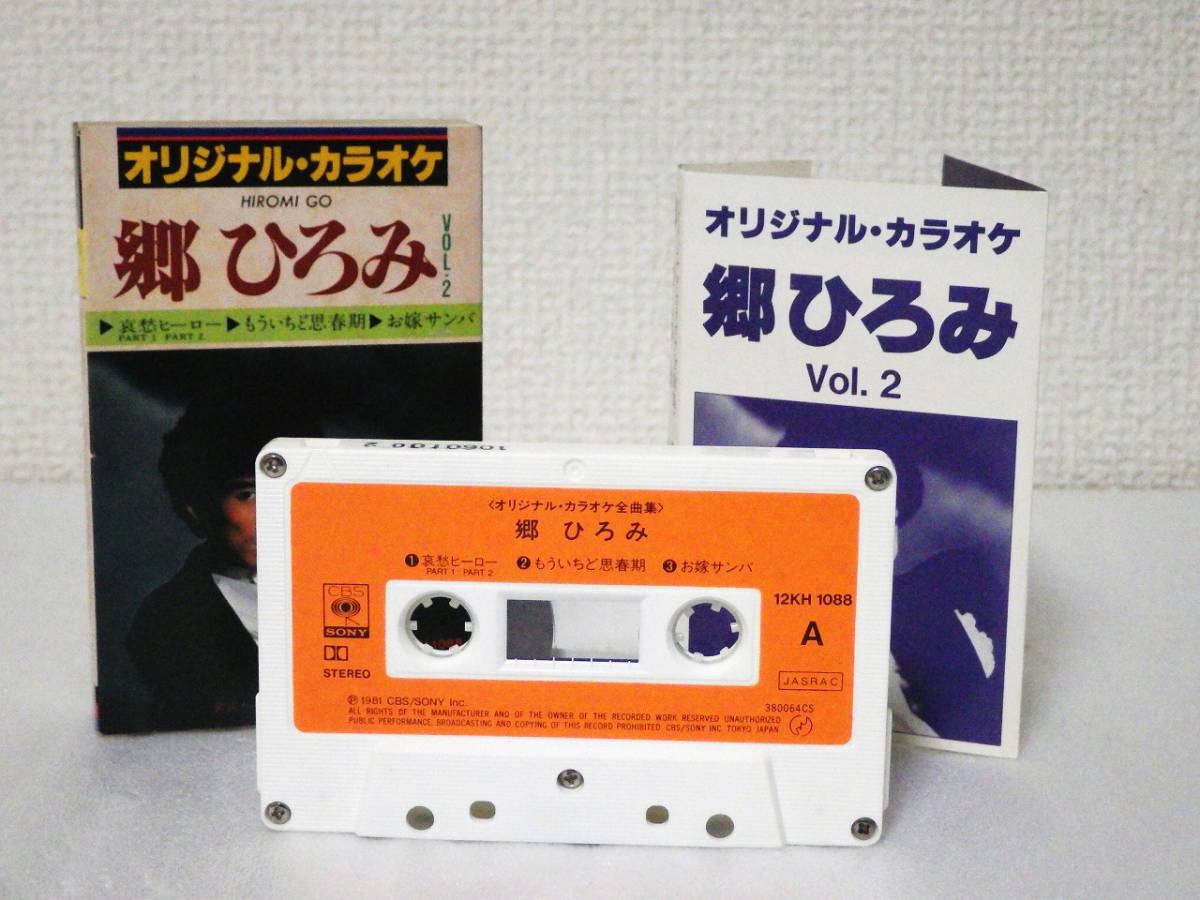 オリジナル・カラオケ
HIROMI GO
郷 ひろみ
VOL.2
▶哀愁ヒーロー▶もういちど思春期▶お嫁サンバ
PART 1 PART 2
オリジナル・カラオケ
郷ひろみ
Vol. 2
〈オリジナル・カラオケ全曲集〉
郷 ひろみ
❶哀愁ヒーロー ❷もういちど思春期 ❸お嫁サンバ
PART 1 PART 2
CBS
SONY
STEREO
12KH 1088
A
JASRAC
℗1981 CBS/SONY Inc.
380064CS
ALL RIGHTS OF THE MANUFACTURER AND OF THE OWNER OF THE RECORDED WORK RESERVED UNAUTHORIZED
PUBLIC PERFORMANCE, BROADCASTING AND COPYING OF THIS RECORD PROHIBITED CBS/SONY INC. TOKYO JAPAN